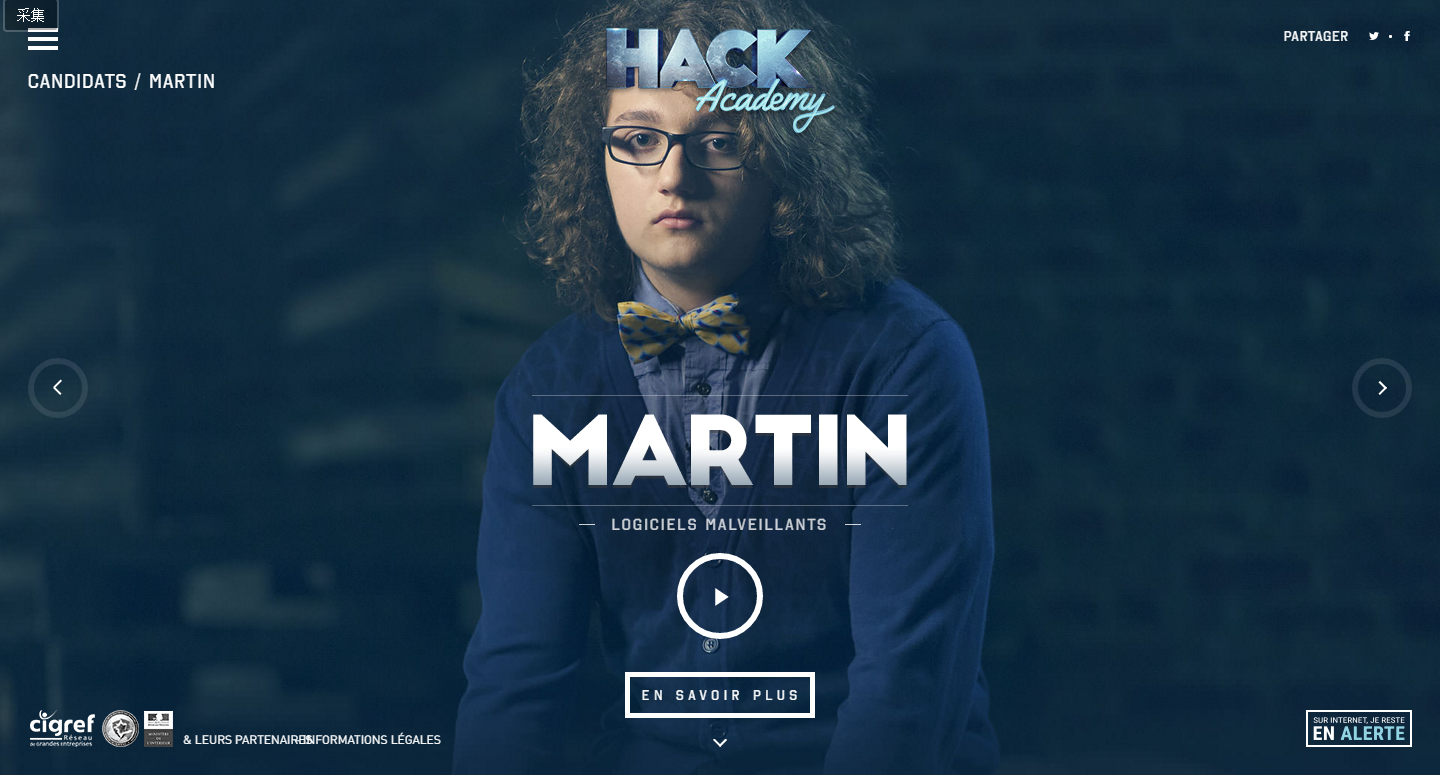 采集
HACK
Academy
PARTAGER
CANDIDATS / MARTIN
MARTIN
LOGICIELS MALVEILLANTS
EN SAVOIR PLUS
cigref
Réseau
de Grandes Entreprises
& LEURS PARTENAIRES
INFORMATIONS LÉGALES
SUR INTERNET, JE RESTE
EN ALERTE